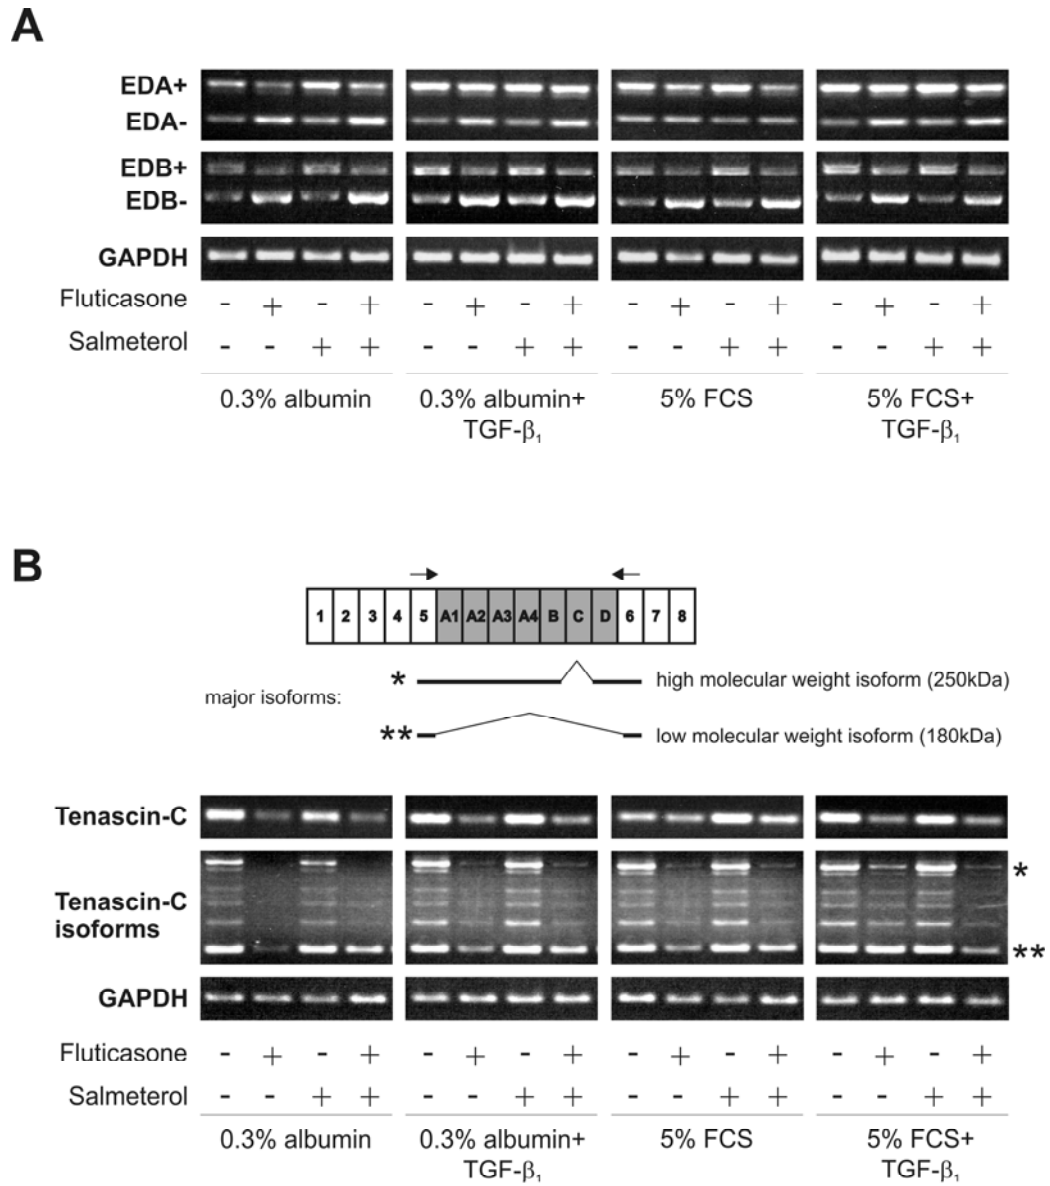 A
EDA+
EDA-
EDB+
EDB-
GAPDH
Fluticasone - + - + - + - + - + - + - + - +
Salmeterol - - + + - - + + - - + + - - + +
0.3% albumin 0.3% albumin+ 5% FCS 5% FCS+
TGF-β₁ TGF-β₁
B
1 2 3 4 5 A1 A2 A3 A4 B C D 6 7 8
* high molecular weight isoform (250kDa)
major isoforms:
** low molecular weight isoform (180kDa)
Tenascin-C
*
Tenascin-C
isoforms
**
GAPDH
Fluticasone - + - + - + - + - + - + - + - +
Salmeterol - - + + - - + + - - + + - - + +
0.3% albumin 0.3% albumin+ 5% FCS 5% FCS+
TGF-β₁ TGF-β₁